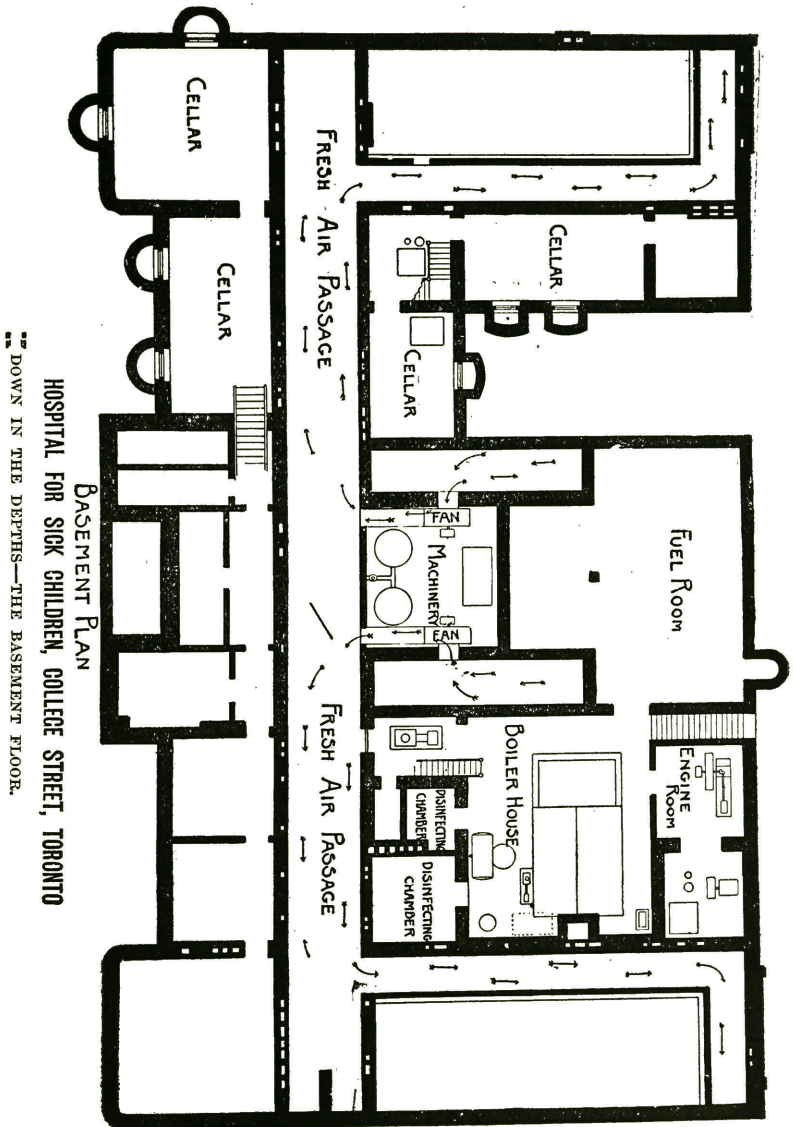 CELLAR
CELLAR
FRESH AIR PASSAGE
CELLAR
CELLAR
FAN
MACHINERY
FAN
FUEL ROOM
FRESH AIR PASSAGE
BOILER HOUSE
ENGINE
ROOM
DISINFECTING
CHAMBER
DISINFECTING
CHAMBER
BASEMENT PLAN
HOSPITAL FOR SICK CHILDREN, COLLEGE STREET, TORONTO
DOWN IN THE DEPTHS—THE BASEMENT FLOOR.